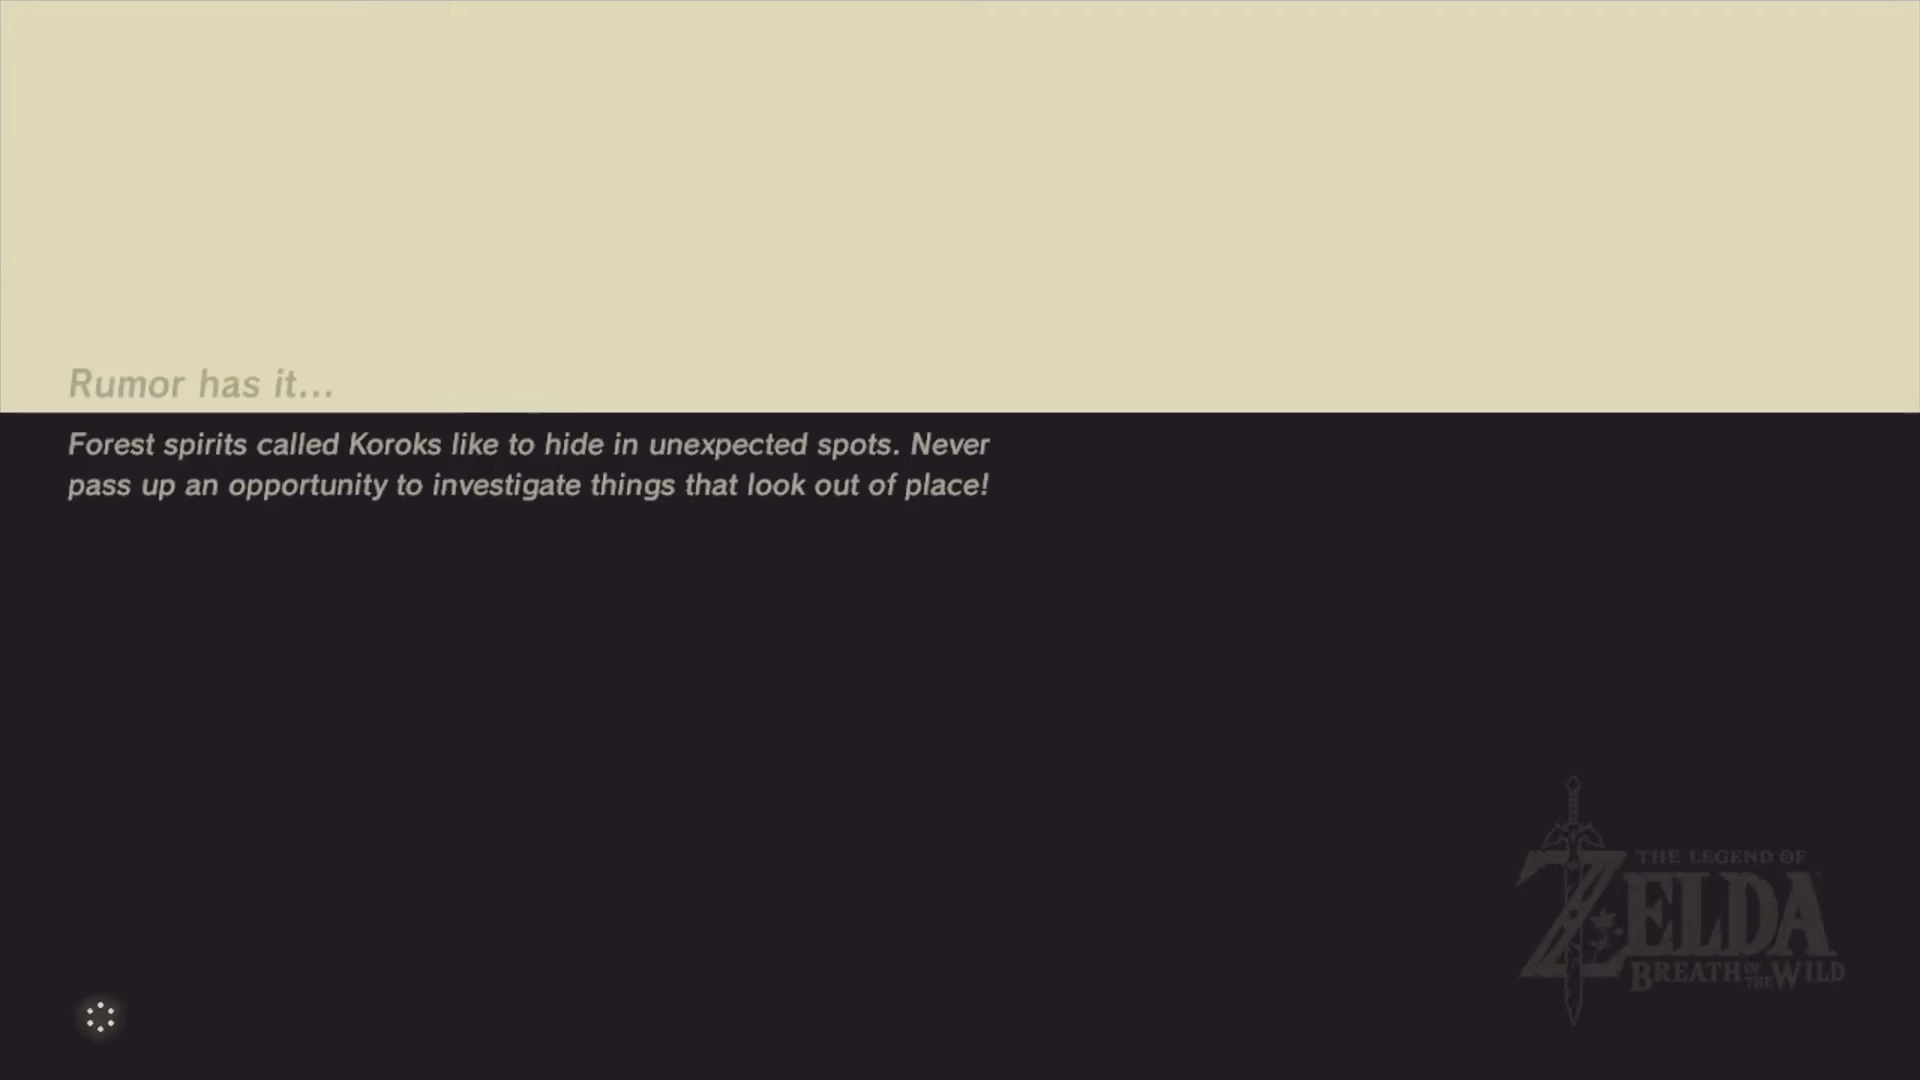 Rumor has it...
Forest spirits called Koroks like to hide in unexpected spots. Never
pass up an opportunity to investigate things that look out of place!
THE LEGEND OF
ZELDA
BREATH OF THE WILD